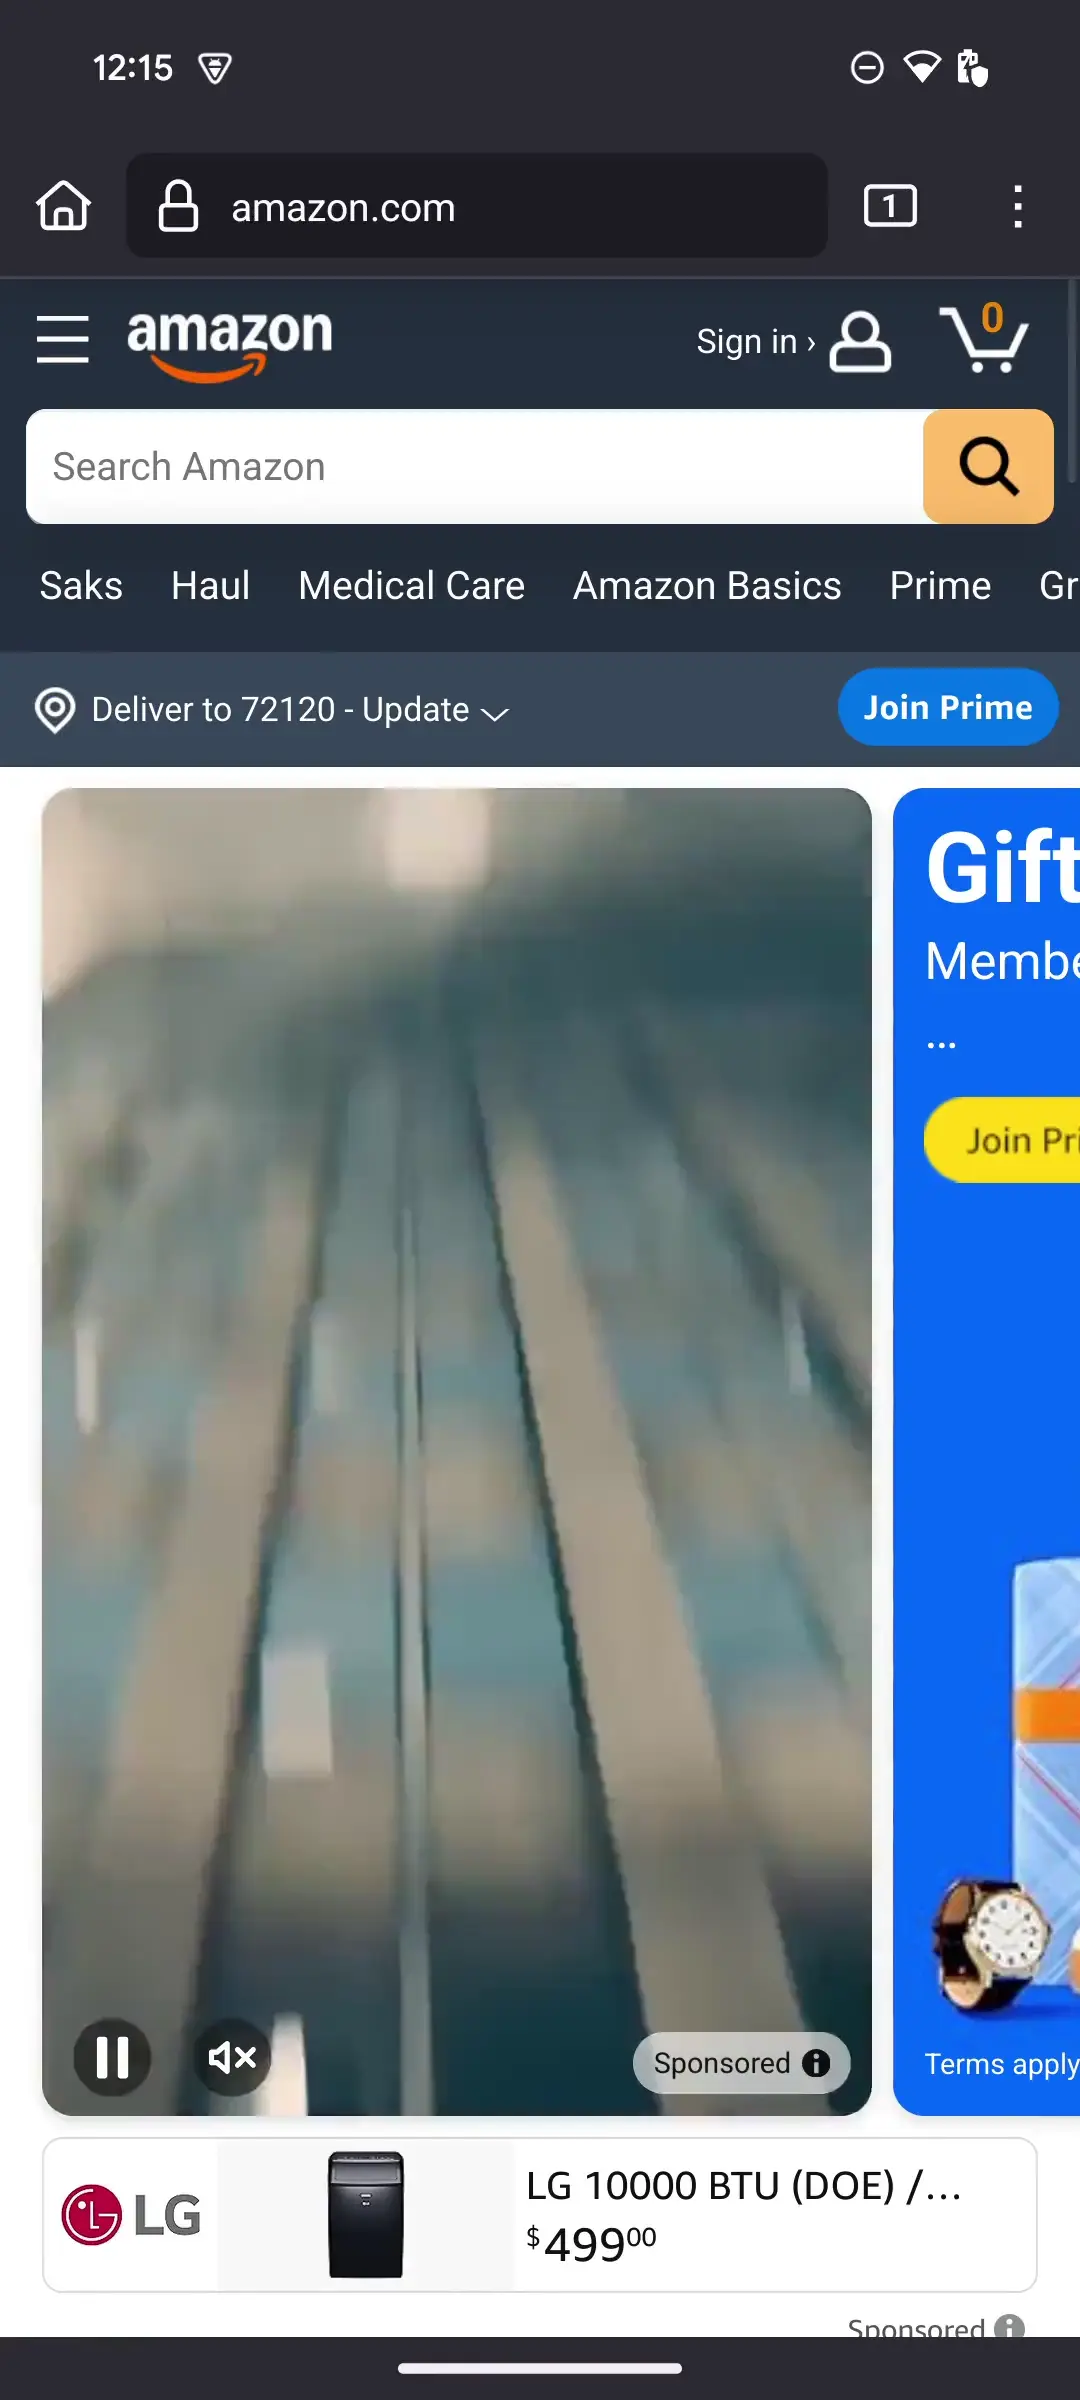 12:15
amazon.com
1
amazon
Sign in ›
0
Search Amazon
Saks Haul Medical Care Amazon Basics Prime Gr
Deliver to 72120 - Update
Join Prime
Gift
Membe
...
Join Pri
Terms apply
Sponsored
LG
LG 10000 BTU (DOE) /...
$49900
Sponsored